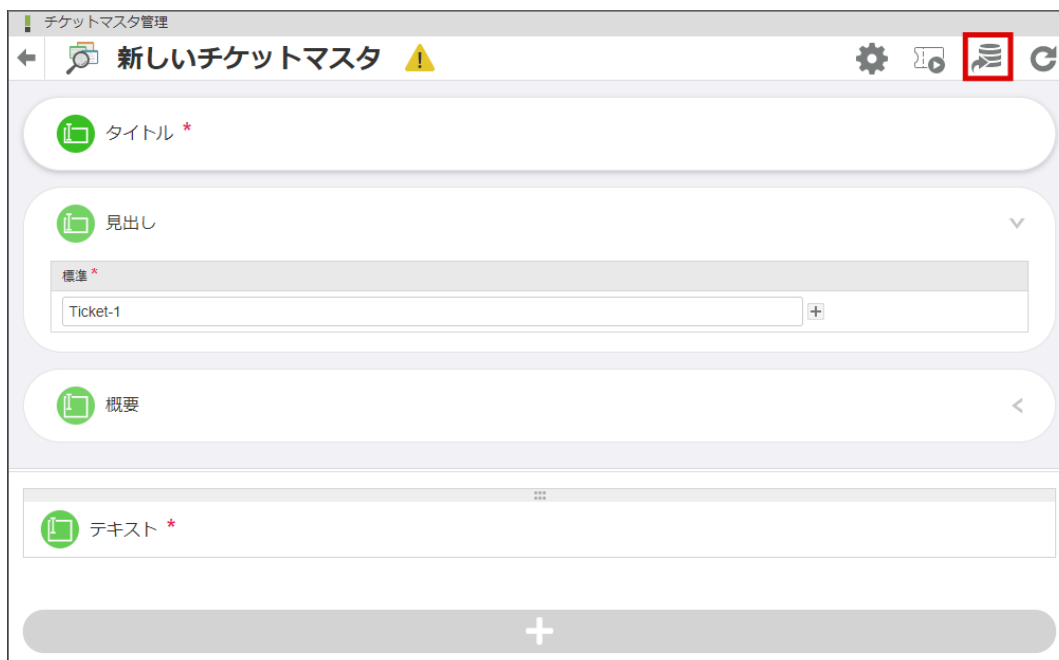 チケットマスタ管理
新しいチケットマスタ
タイトル *
見出し
標準 *
Ticket-1
概要
テキスト *